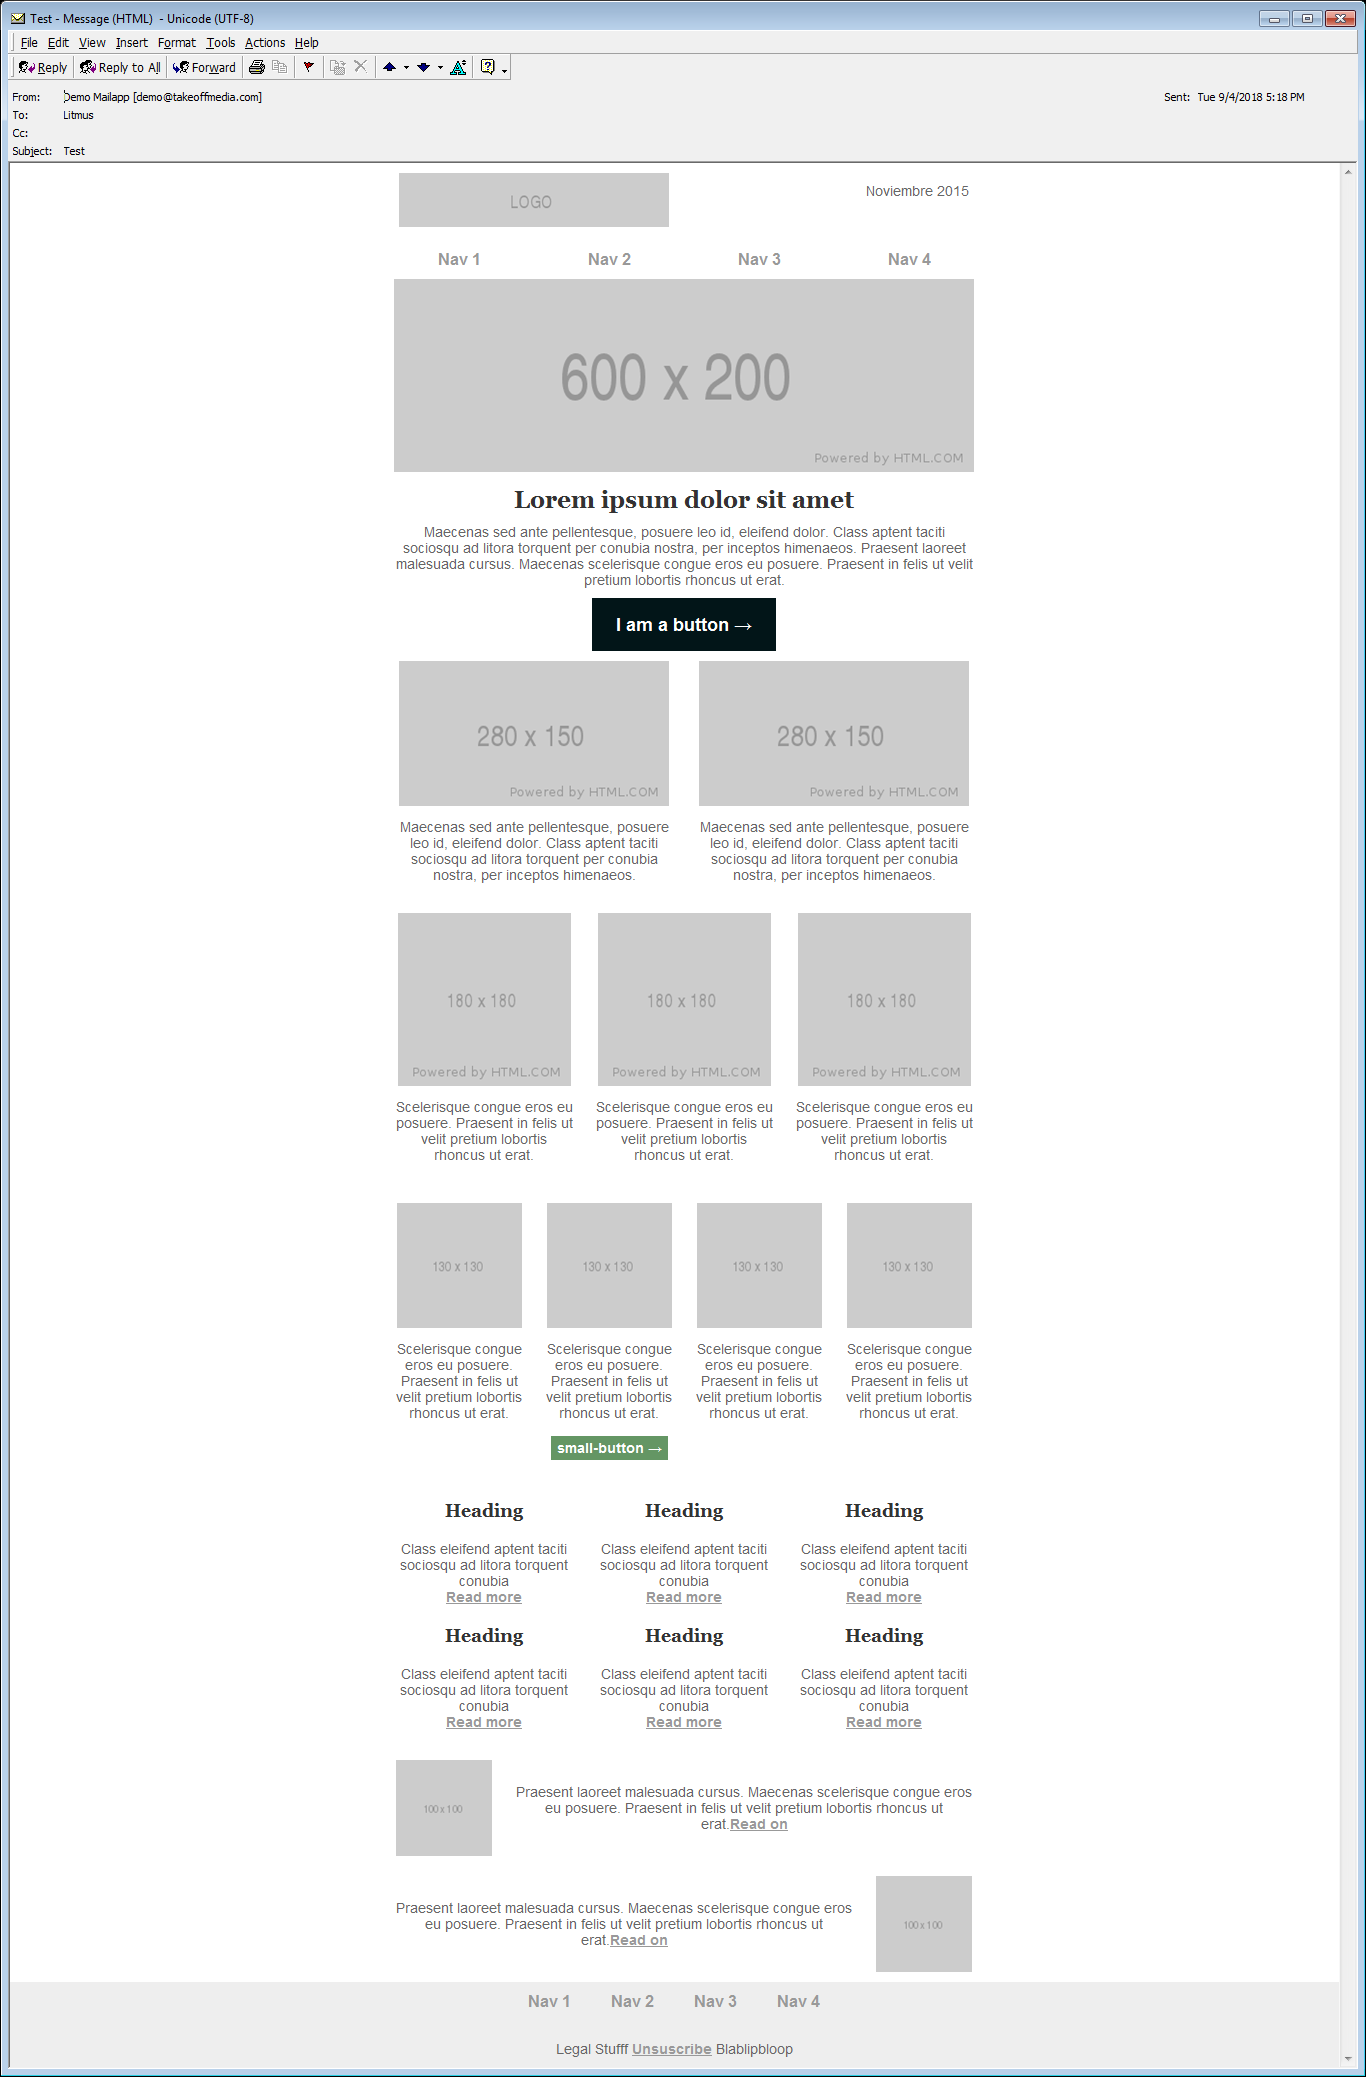 Test - Message (HTML)  - Unicode (UTF-8)
File Edit View Insert Format Tools Actions Help
Reply Reply to All Forward
From: Demo Mailapp [demo@takeoffmedia.com] Sent: Tue 9/4/2018 5:18 PM
To: Litmus
Cc:
Subject: Test
LOGO Noviembre 2015
Nav 1 Nav 2 Nav 3 Nav 4
600 x 200
Powered by HTML.COM
Lorem ipsum dolor sit amet
Maecenas sed ante pellentesque, posuere leo id, eleifend dolor. Class aptent taciti
sociosqu ad litora torquent per conubia nostra, per inceptos himenaeos. Praesent laoreet
malesuada cursus. Maecenas scelerisque congue eros eu posuere. Praesent in felis ut velit
pretium lobortis rhoncus ut erat.
I am a button →
280 x 150
Powered by HTML.COM
Maecenas sed ante pellentesque, posuere
leo id, eleifend dolor. Class aptent taciti
sociosqu ad litora torquent per conubia
nostra, per inceptos himenaeos.
280 x 150
Powered by HTML.COM
Maecenas sed ante pellentesque, posuere
leo id, eleifend dolor. Class aptent taciti
sociosqu ad litora torquent per conubia
nostra, per inceptos himenaeos.
180 x 180
Powered by HTML.COM
Scelerisque congue eros eu
posuere. Praesent in felis ut
velit pretium lobortis
rhoncus ut erat.
180 x 180
Powered by HTML.COM
Scelerisque congue eros eu
posuere. Praesent in felis ut
velit pretium lobortis
rhoncus ut erat.
180 x 180
Powered by HTML.COM
Scelerisque congue eros eu
posuere. Praesent in felis ut
velit pretium lobortis
rhoncus ut erat.
130 x 130
Scelerisque congue
eros eu posuere.
Praesent in felis ut
velit pretium lobortis
rhoncus ut erat.
130 x 130
Scelerisque congue
eros eu posuere.
Praesent in felis ut
velit pretium lobortis
rhoncus ut erat.
small-button →
130 x 130
Scelerisque congue
eros eu posuere.
Praesent in felis ut
velit pretium lobortis
rhoncus ut erat.
130 x 130
Scelerisque congue
eros eu posuere.
Praesent in felis ut
velit pretium lobortis
rhoncus ut erat.
Heading
Class eleifend aptent taciti
sociosqu ad litora torquent
conubia
Read more
Heading
Class eleifend aptent taciti
sociosqu ad litora torquent
conubia
Read more
Heading
Class eleifend aptent taciti
sociosqu ad litora torquent
conubia
Read more
Heading
Class eleifend aptent taciti
sociosqu ad litora torquent
conubia
Read more
Heading
Class eleifend aptent taciti
sociosqu ad litora torquent
conubia
Read more
Heading
Class eleifend aptent taciti
sociosqu ad litora torquent
conubia
Read more
100 x 100
Praesent laoreet malesuada cursus. Maecenas scelerisque congue eros
eu posuere. Praesent in felis ut velit pretium lobortis rhoncus ut
erat.Read on
Praesent laoreet malesuada cursus. Maecenas scelerisque congue eros
eu posuere. Praesent in felis ut velit pretium lobortis rhoncus ut
erat.Read on
100 x 100
Nav 1 Nav 2 Nav 3 Nav 4
Legal Stufff Unsuscribe Blablipbloop